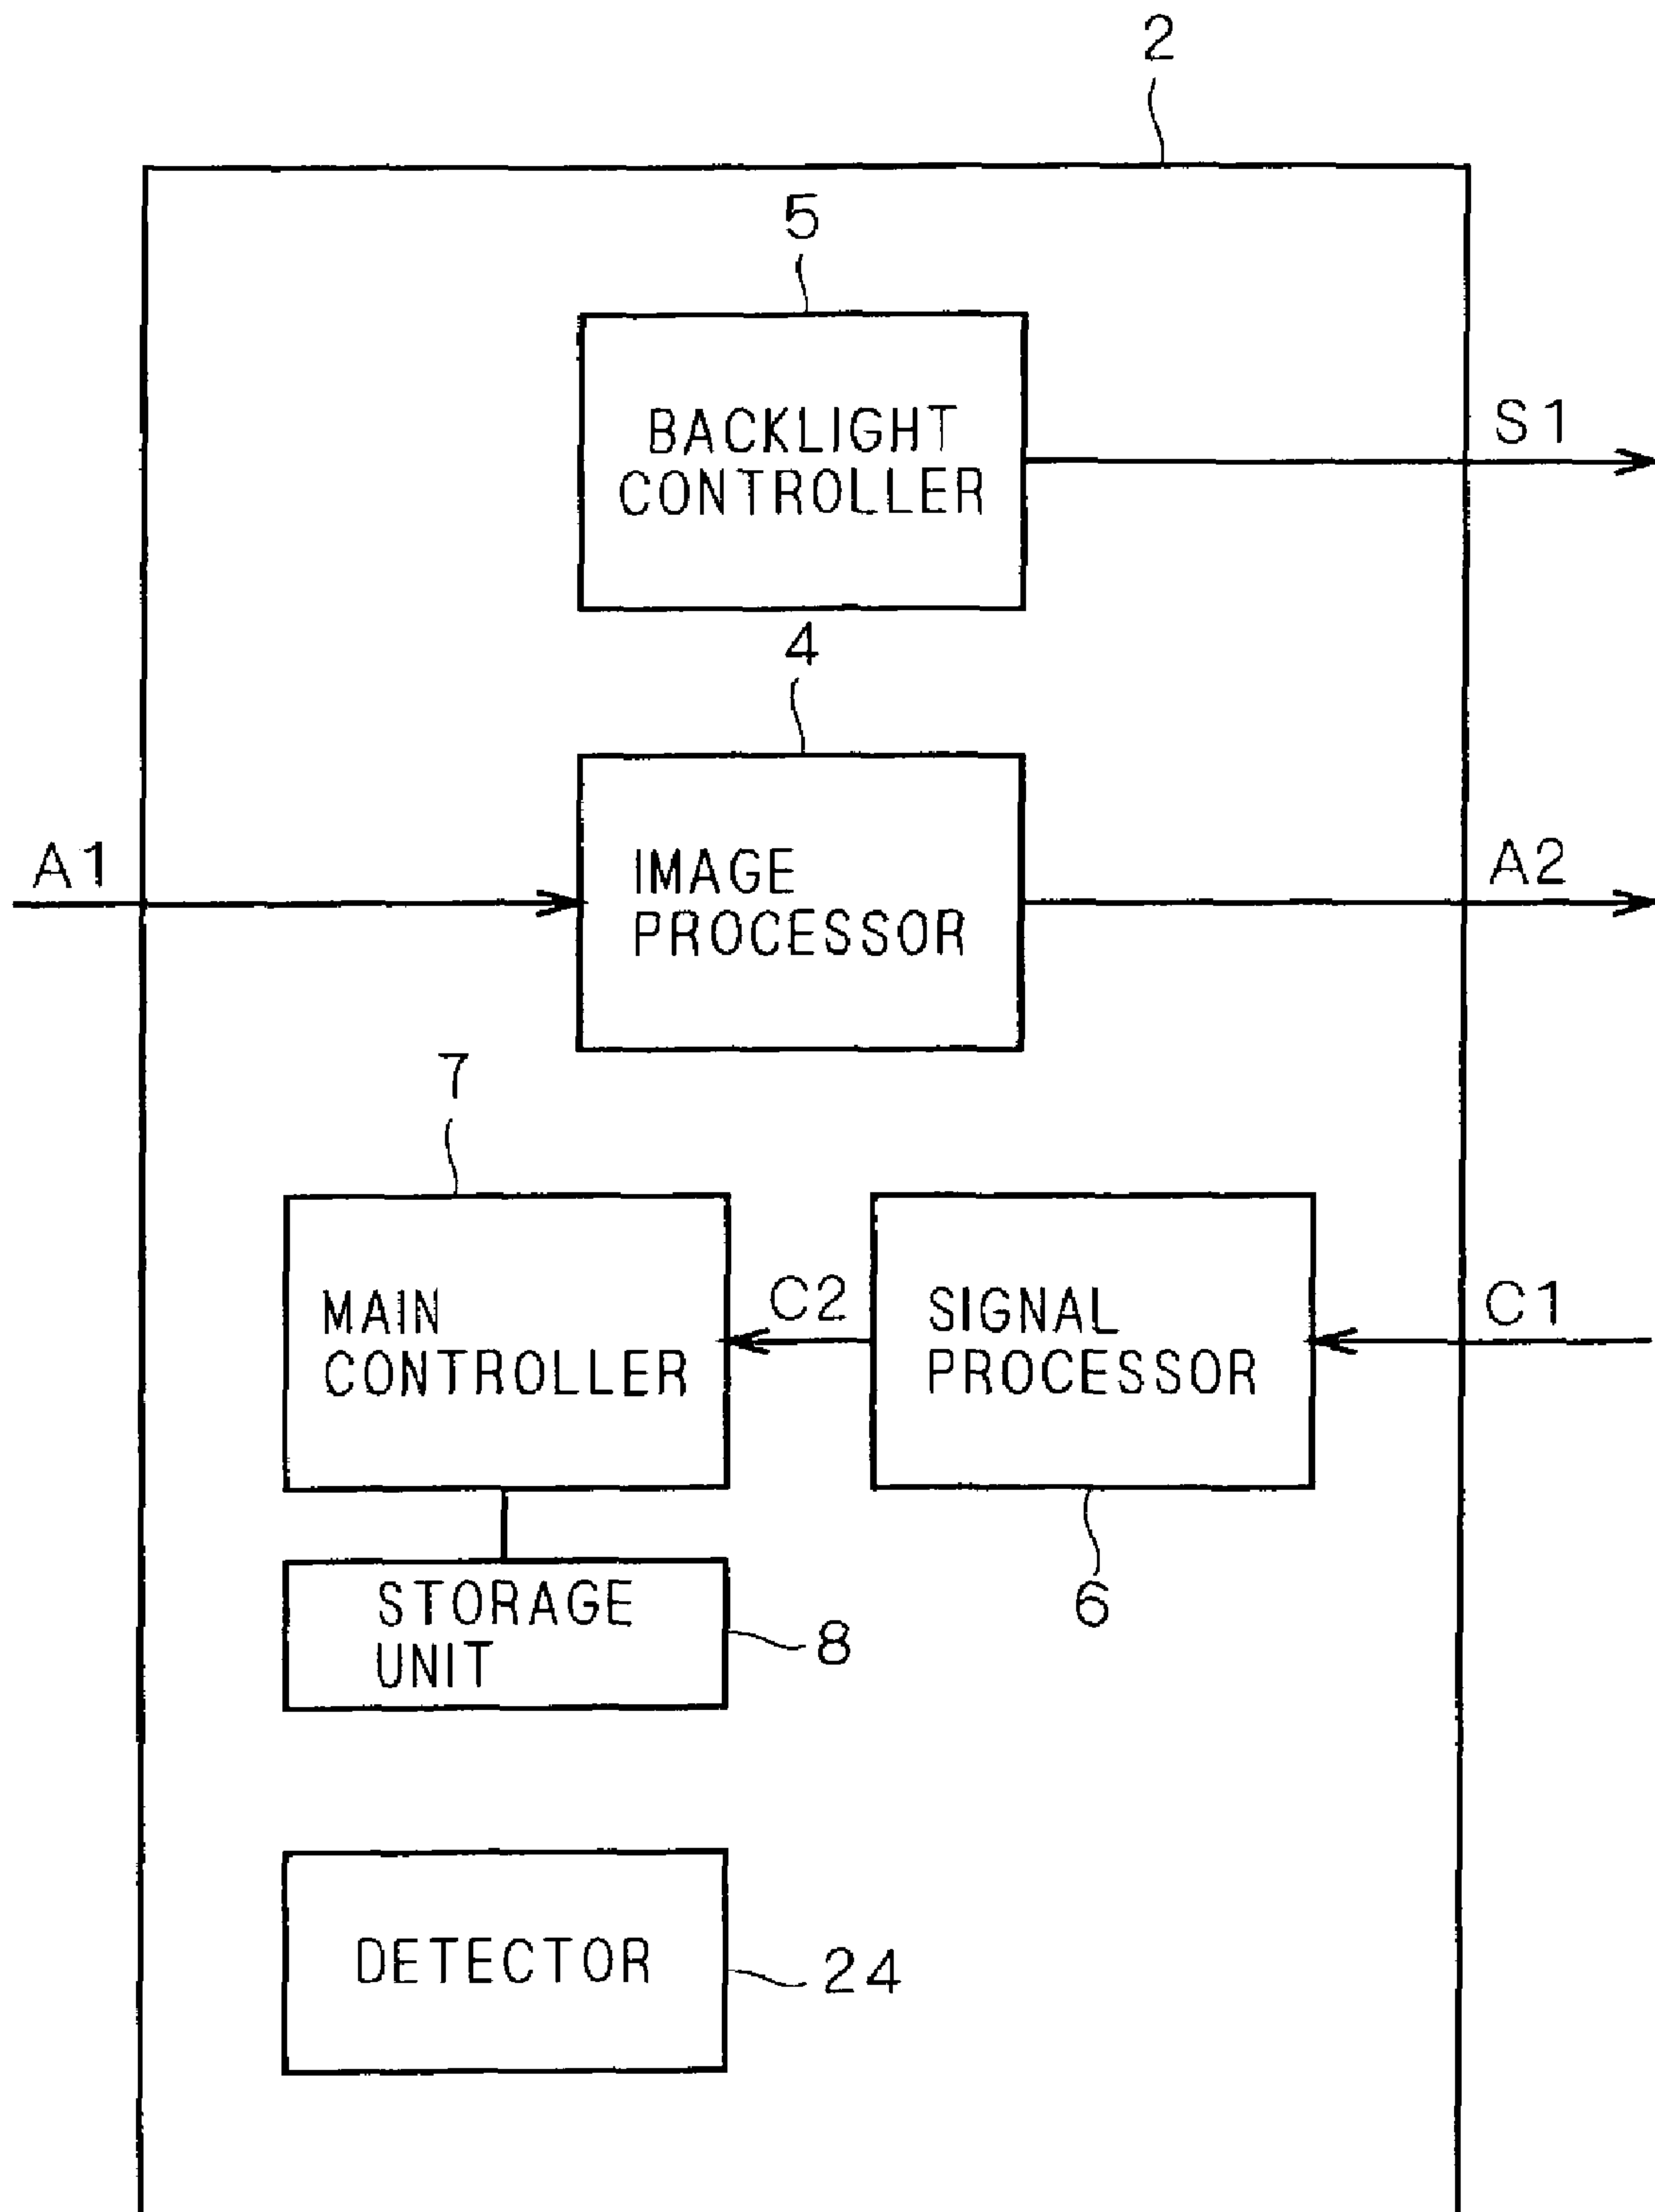 2
5
BACKLIGHT
CONTROLLER
S1
4
A1
IMAGE
PROCESSOR
A2
7
MAIN
CONTROLLER
C2
SIGNAL
PROCESSOR
C1
6
STORAGE
UNIT
8
DETECTOR
24